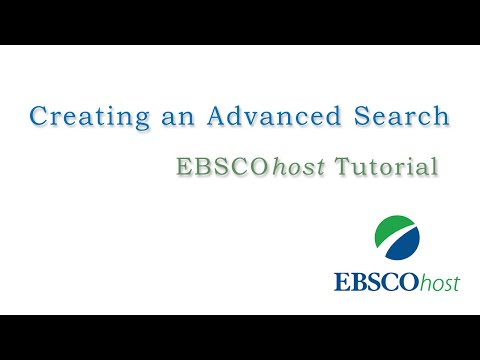 Creating an Advanced Search
EBSCOhost Tutorial
EBSCOhost